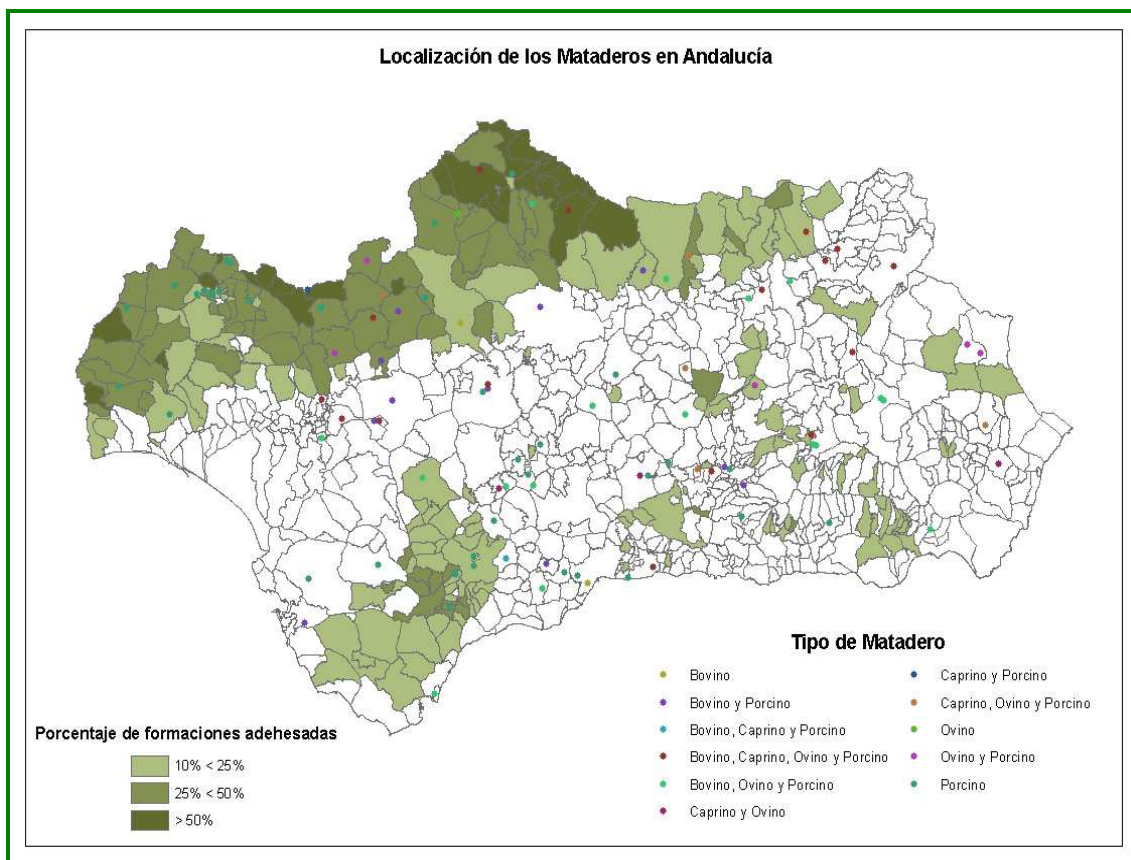 Localización de los Mataderos en Andalucía
Tipo de Matadero
Bovino
Bovino y Porcino
Bovino, Caprino y Porcino
Bovino, Caprino, Ovino y Porcino
Bovino, Ovino y Porcino
Caprino y Ovino
Caprino y Porcino
Caprino, Ovino y Porcino
Ovino
Ovino y Porcino
Porcino
Porcentaje de formaciones adehesadas
10% < 25%
25% < 50%
> 50%